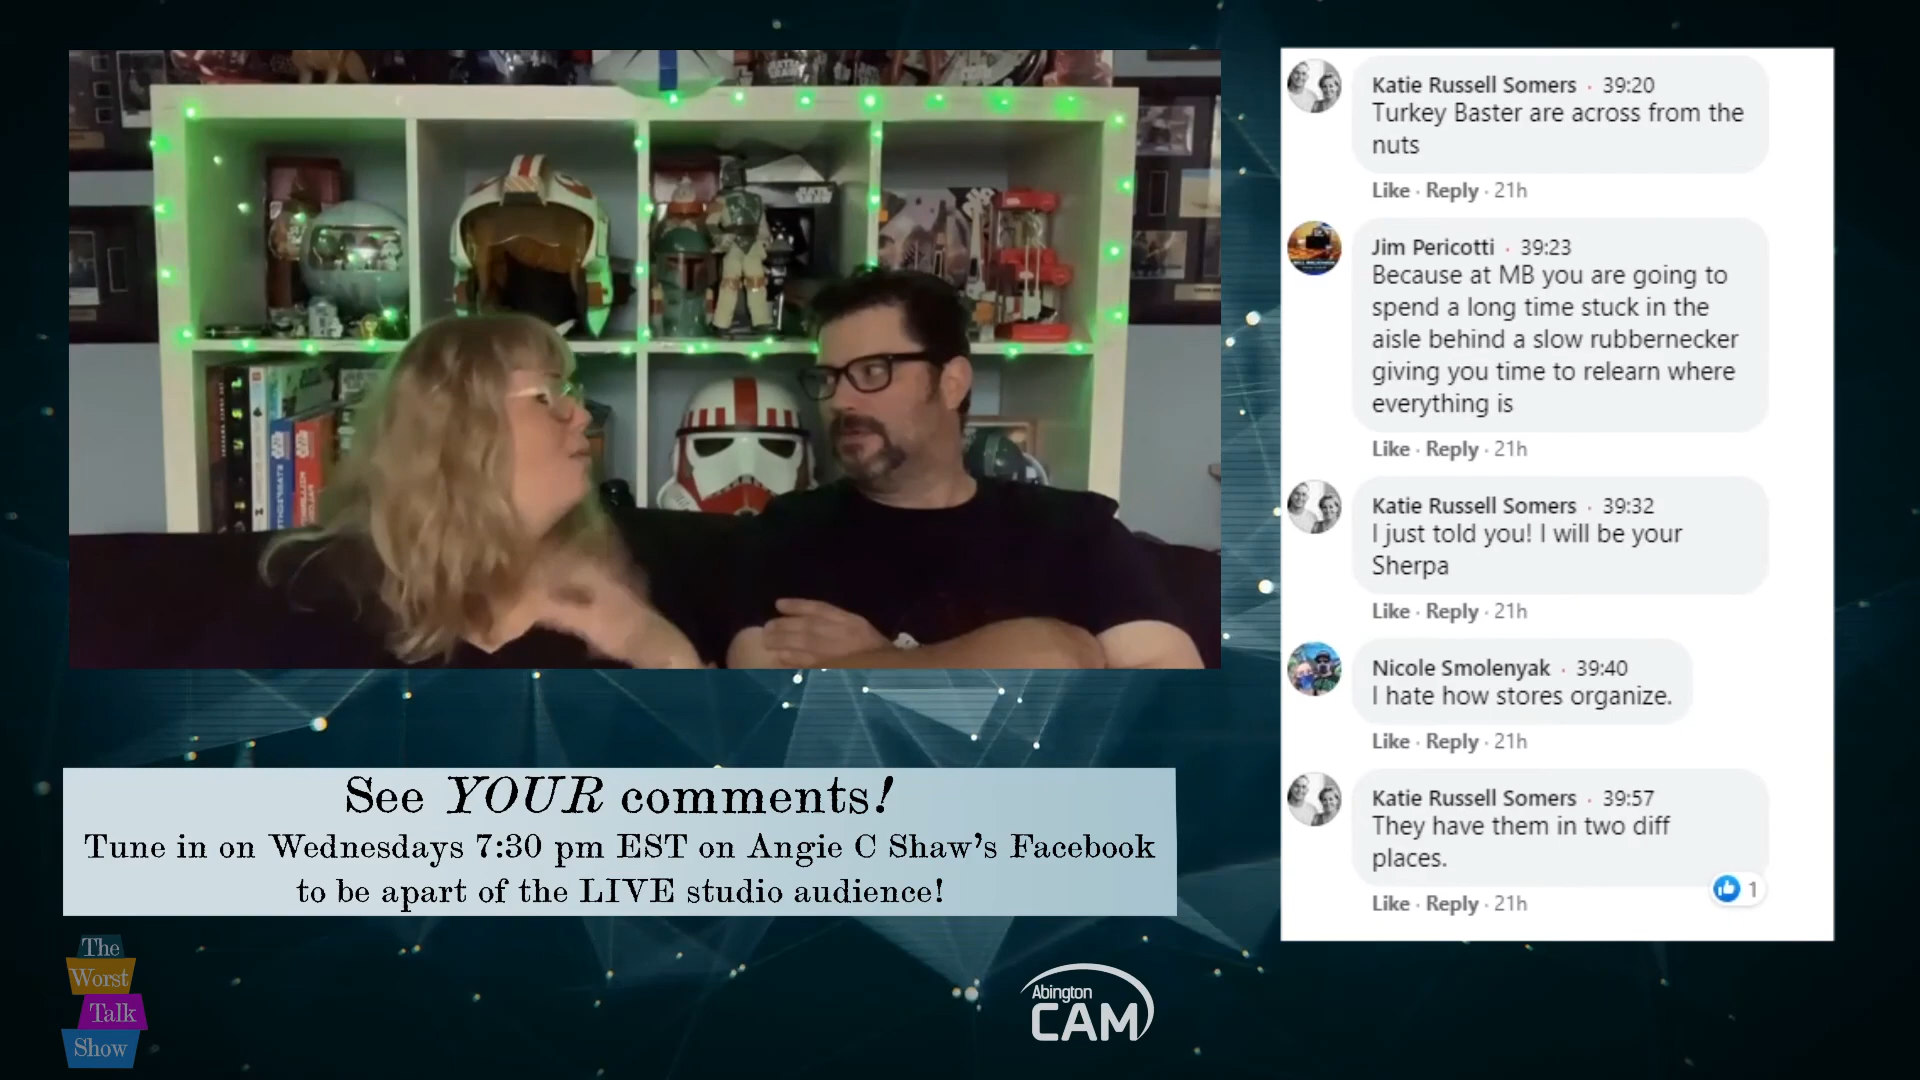 Katie Russell Somers · 39:20
Turkey Baster are across from the
nuts
Like · Reply · 21h
Jim Pericotti · 39:23
Because at MB you are going to
spend a long time stuck in the
aisle behind a slow rubbernecker
giving you time to relearn where
everything is
Like · Reply · 21h
Katie Russell Somers · 39:32
I just told you! I will be your
Sherpa
Like · Reply · 21h
Nicole Smolenyak · 39:40
I hate how stores organize.
Like · Reply · 21h
Katie Russell Somers · 39:57
They have them in two diff
places.
1
Like · Reply · 21h
See YOUR comments!
Tune in on Wednesdays 7:30 pm EST on Angie C Shaw's Facebook
to be apart of the LIVE studio audience!
The
Worst
Talk
Show
Abington
CAM